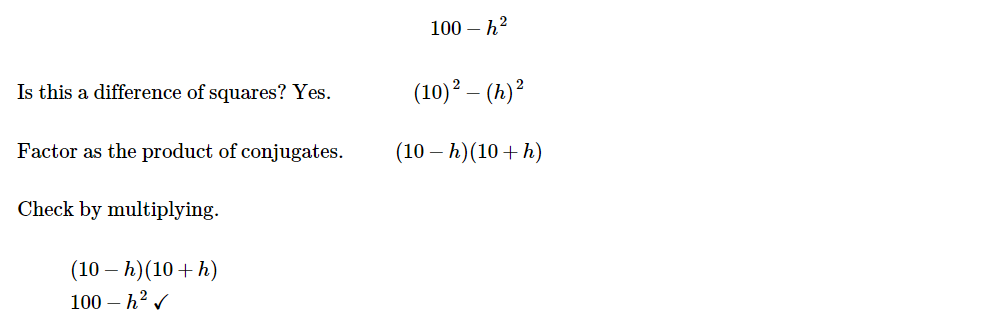 100 − h²
Is this a difference of squares? Yes. (10)² − (h)²
Factor as the product of conjugates. (10 − h)(10 + h)
Check by multiplying.
(10 − h)(10 + h)
100 − h² ✓